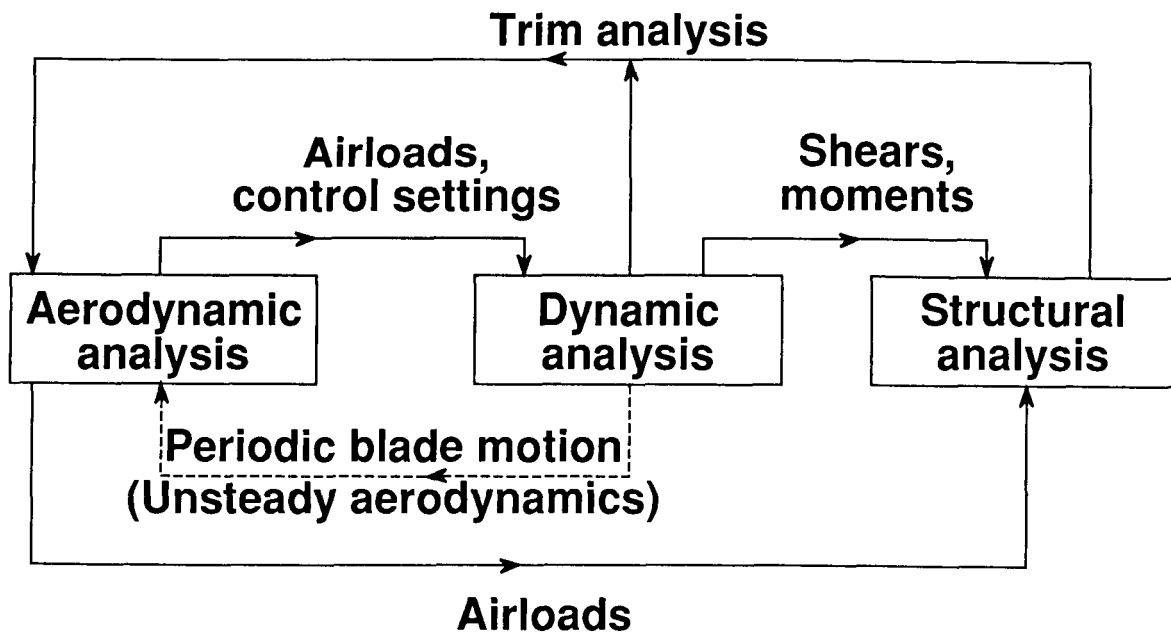 Trim analysis
Airloads,
control settings
Shears,
moments
Aerodynamic
analysis
Dynamic
analysis
Structural
analysis
Periodic blade motion
(Unsteady aerodynamics)
Airloads